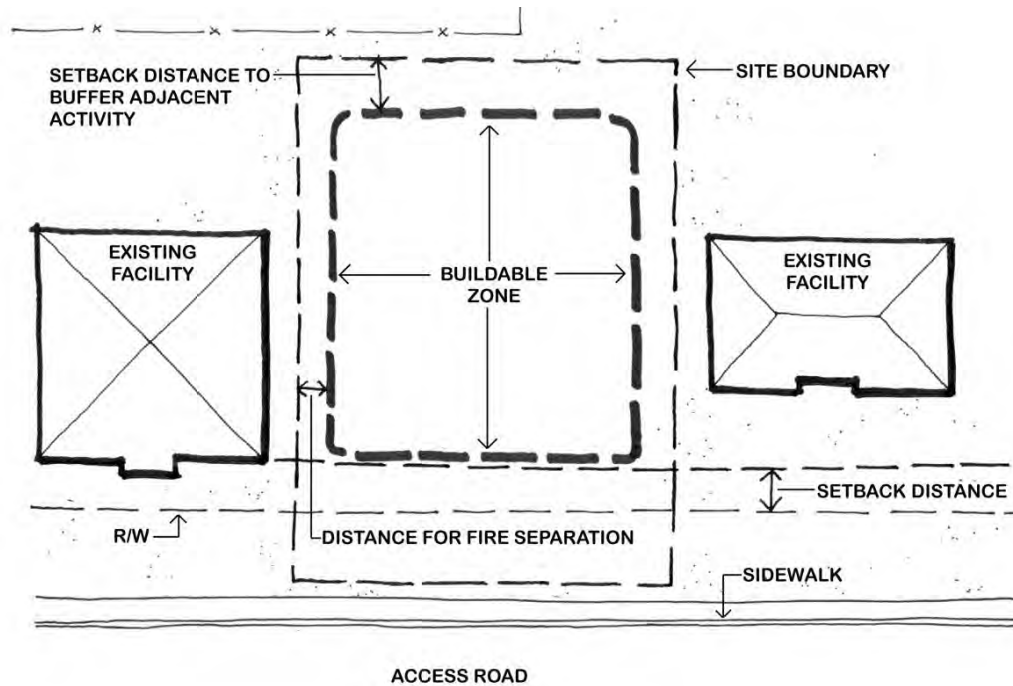 SETBACK DISTANCE TO
BUFFER ADJACENT
ACTIVITY
SITE BOUNDARY
EXISTING
FACILITY
BUILDABLE
ZONE
EXISTING
FACILITY
SETBACK DISTANCE
R/W
DISTANCE FOR FIRE SEPARATION
SIDEWALK
ACCESS ROAD